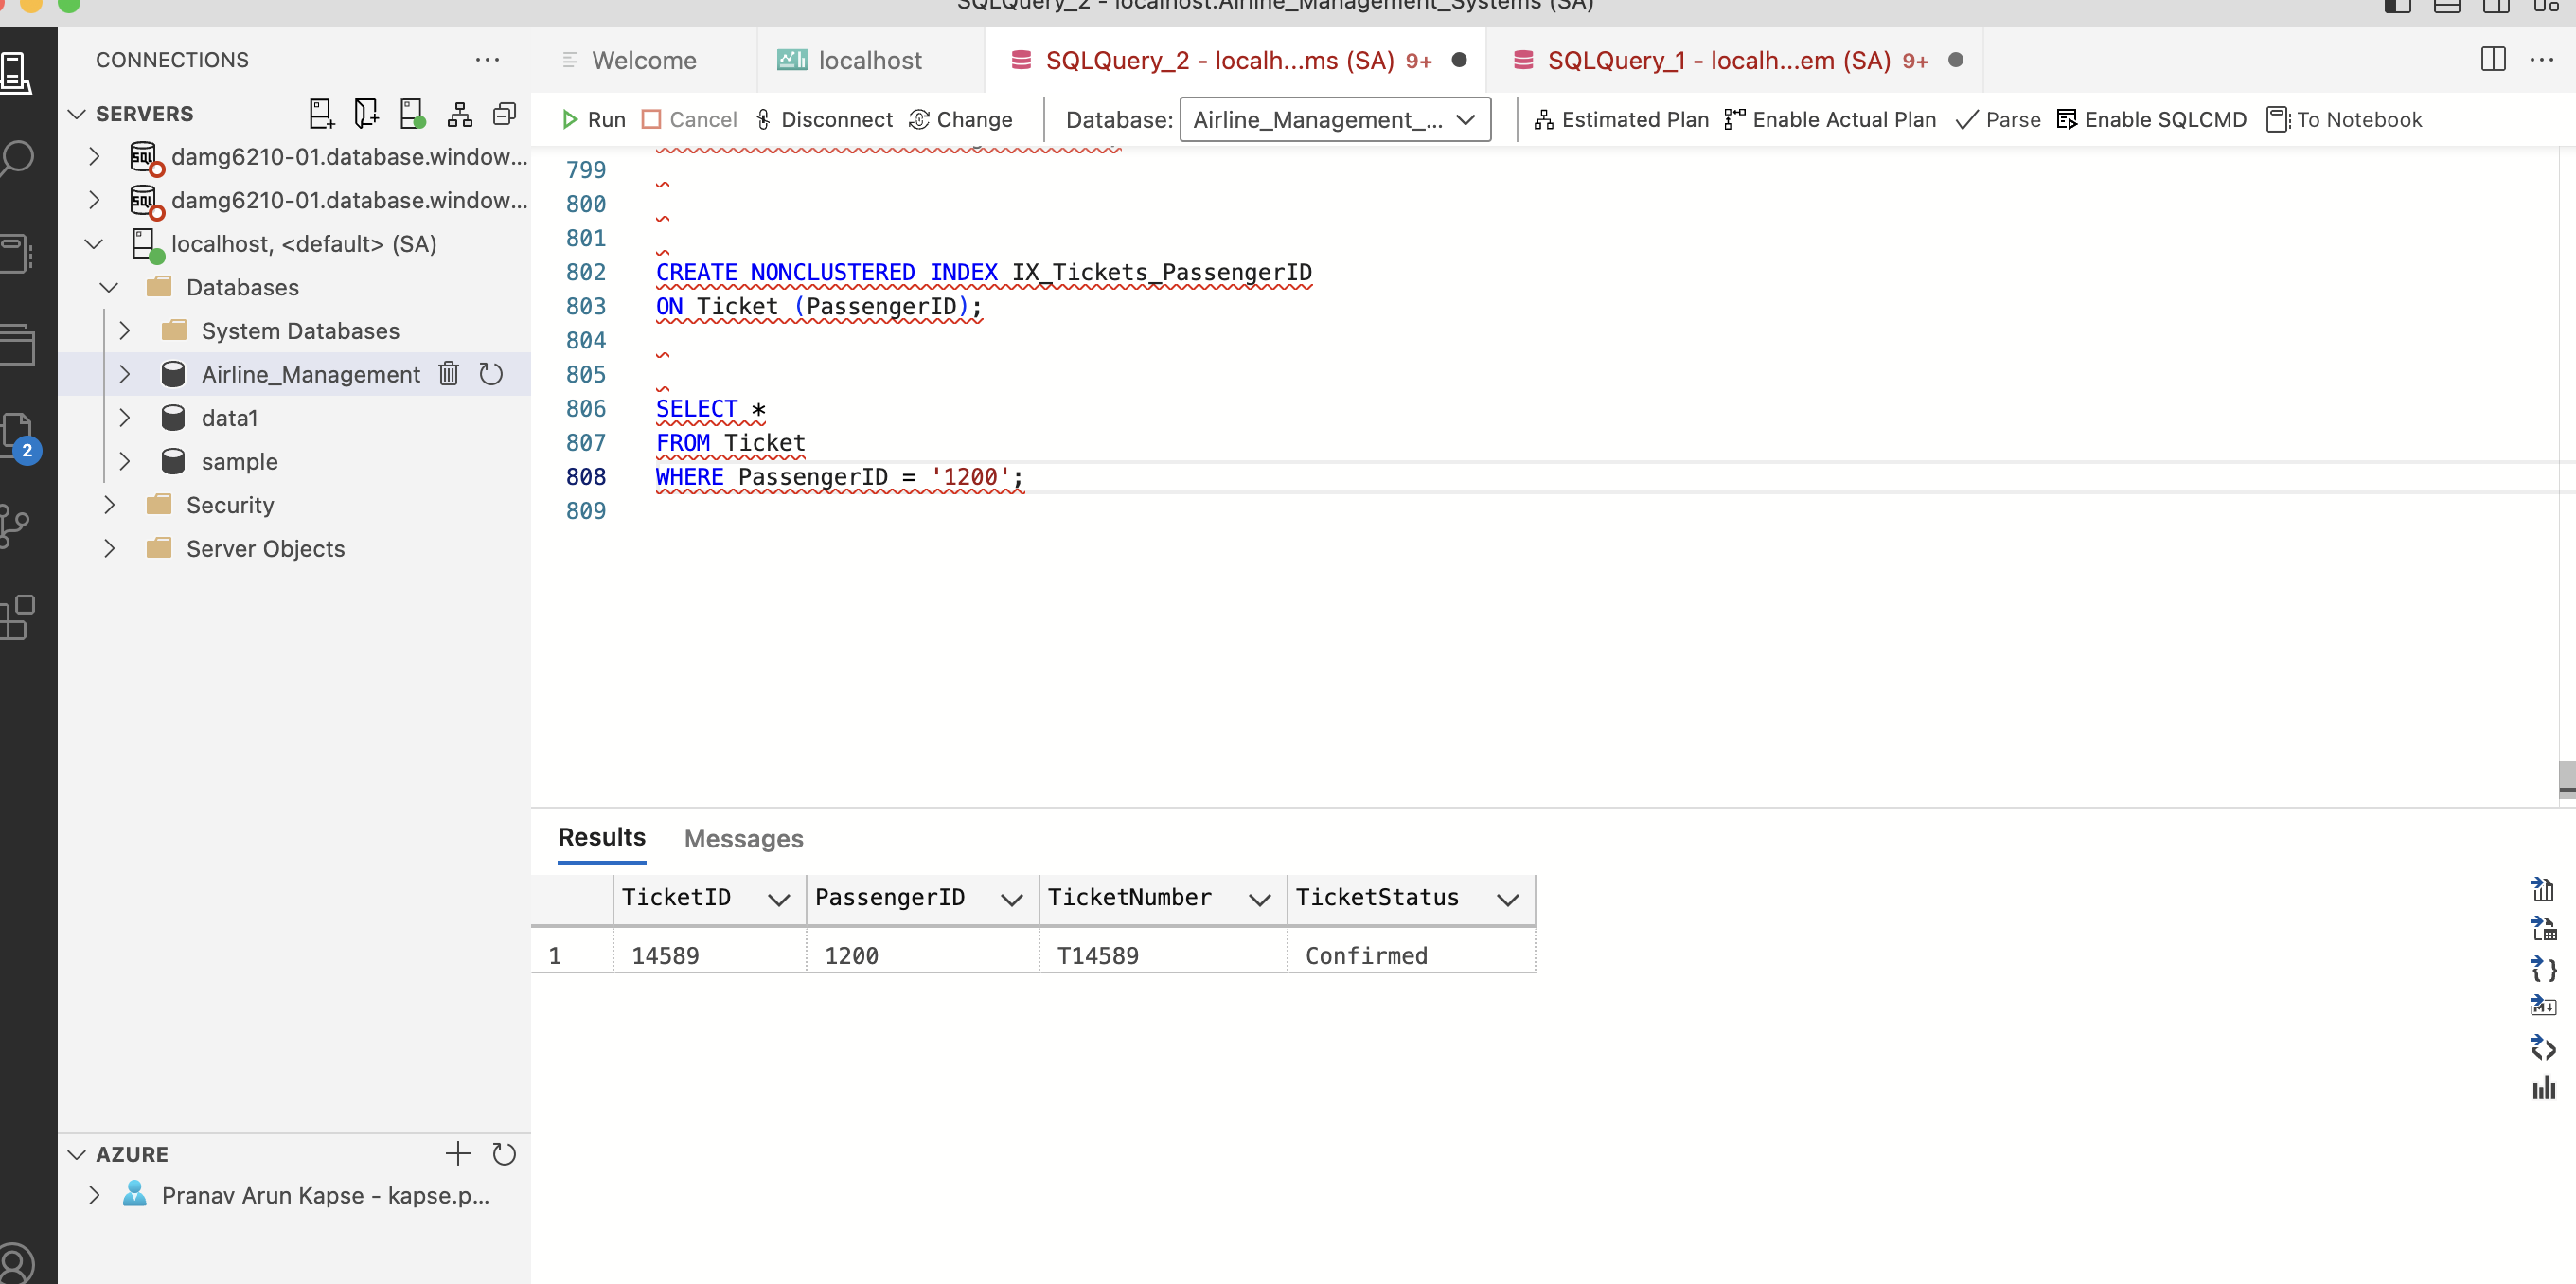 SQLQuery_2 - localhost.Airline_Management_Systems (SA)
CONNECTIONS
Welcome
localhost
SQLQuery_2 - localh...ms (SA) 9+
SQLQuery_1 - localh...em (SA) 9+
SERVERS
Run
Cancel
Disconnect
Change
Database: Airline_Management_...
Estimated Plan
Enable Actual Plan
Parse
Enable SQLCMD
To Notebook
damg6210-01.database.window...
damg6210-01.database.window...
localhost, <default> (SA)
Databases
System Databases
Airline_Management
data1
sample
Security
Server Objects
2
799
800
801
802 CREATE NONCLUSTERED INDEX IX_Tickets_PassengerID
803 ON Ticket (PassengerID);
804
805
806 SELECT *
807 FROM Ticket
808 WHERE PassengerID = '1200';
809
Results
Messages
TicketID PassengerID TicketNumber TicketStatus
1 14589 1200 T14589 Confirmed
AZURE
Pranav Arun Kapse - kapse.p...